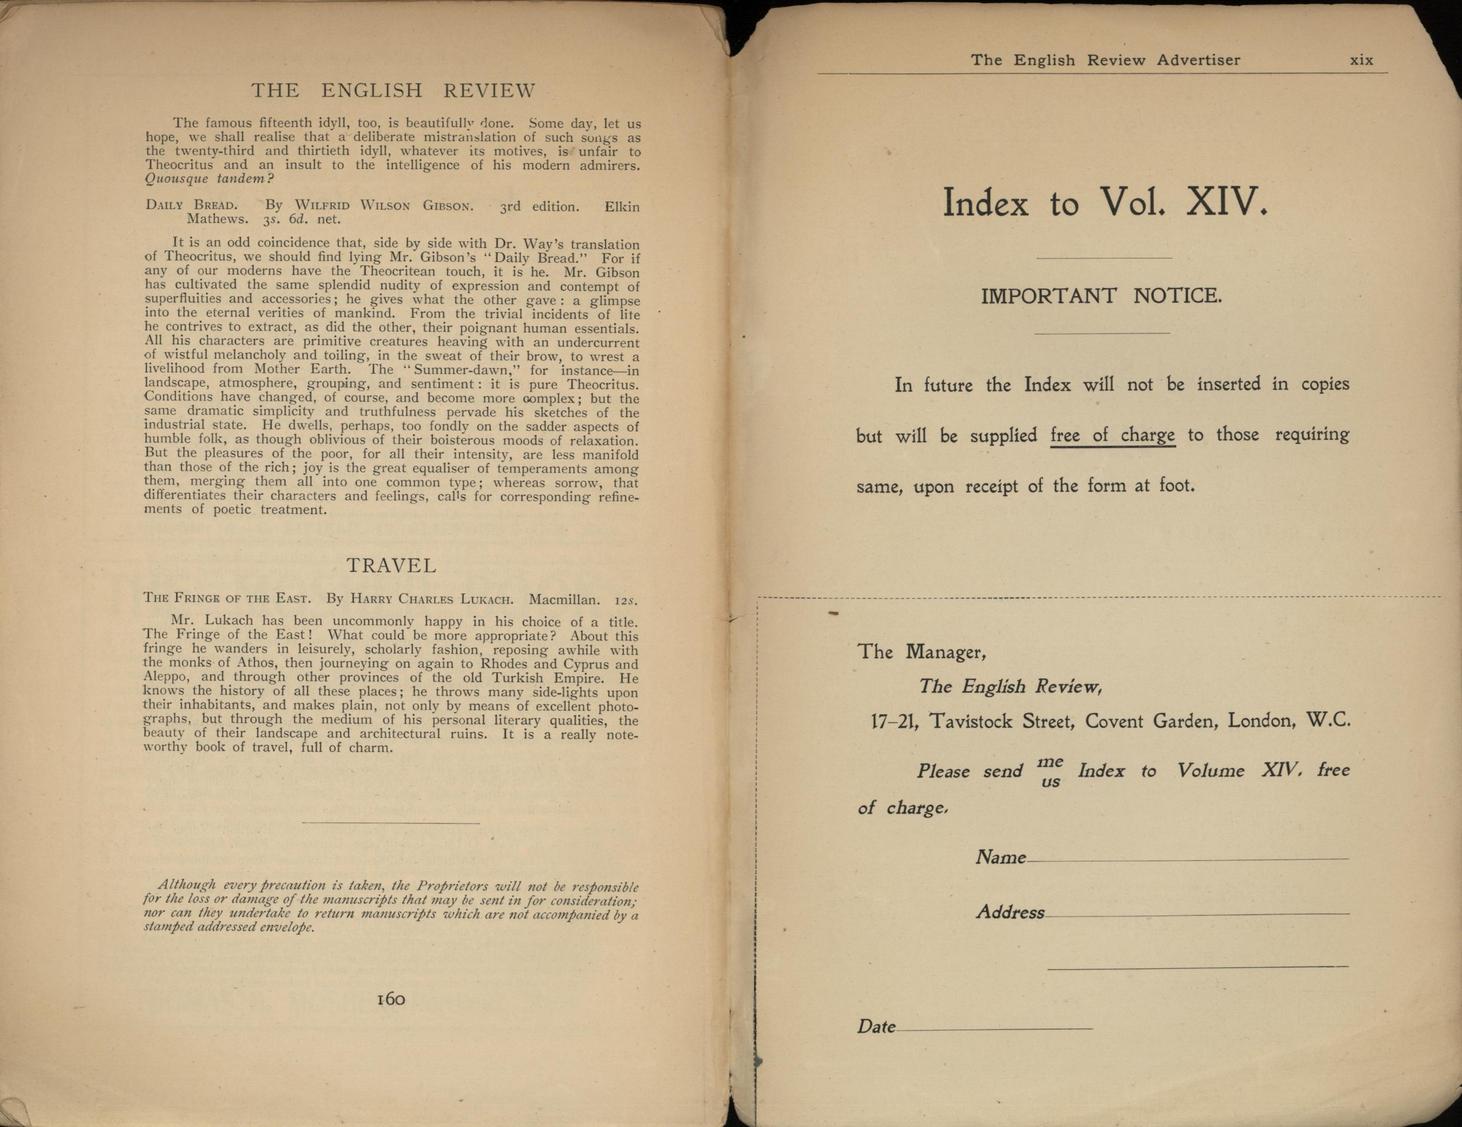 THE ENGLISH REVIEW
The famous fifteenth idyll, too, is beautifully done. Some day, let us
hope, we shall realise that a deliberate mistranslation of such songs as
the twenty-third and thirtieth idyll, whatever its motives, is unfair to
Theocritus and an insult to the intelligence of his modern admirers.
Quousque tandem?
DAILY BREAD. By WILFRID WILSON GIBSON. 3rd edition. Elkin
Mathews. 3s. 6d. net.
It is an odd coincidence that, side by side with Dr. Way's translation
of Theocritus, we should find lying Mr. Gibson's "Daily Bread." For if
any of our moderns have the Theocritean touch, it is he. Mr. Gibson
has cultivated the same splendid nudity of expression and contempt of
superfluities and accessories; he gives what the other gave: a glimpse
into the eternal verities of mankind. From the trivial incidents of life
he contrives to extract, as did the other, their poignant human essentials.
All his characters are primitive creatures heaving with an undercurrent
of wistful melancholy and toiling, in the sweat of their brow, to wrest a
livelihood from Mother Earth. The "Summer-dawn," for instance—in
landscape, atmosphere, grouping, and sentiment: it is pure Theocritus.
Conditions have changed, of course, and become more complex; but the
same dramatic simplicity and truthfulness pervade his sketches of the
industrial state. He dwells, perhaps, too fondly on the sadder aspects of
humble folk, as though oblivious of their boisterous moods of relaxation.
But the pleasures of the poor, for all their intensity, are less manifold
than those of the rich; joy is the great equaliser of temperaments among
them, merging them all into one common type; whereas sorrow, that
differentiates their characters and feelings, calls for corresponding refine-
ments of poetic treatment.
TRAVEL
THE FRINGE OF THE EAST. By HARRY CHARLES LUKACH. Macmillan. 12s.
Mr. Lukach has been uncommonly happy in his choice of a title.
The Fringe of the East! What could be more appropriate? About this
fringe he wanders in leisurely, scholarly fashion, reposing awhile with
the monks of Athos, then journeying on again to Rhodes and Cyprus and
Aleppo, and through other provinces of the old Turkish Empire. He
knows the history of all these places; he throws many side-lights upon
their inhabitants, and makes plain, not only by means of excellent photo-
graphs, but through the medium of his personal literary qualities, the
beauty of their landscape and architectural ruins. It is a really note-
worthy book of travel, full of charm.
Although every precaution is taken, the Proprietors will not be responsible
for the loss or damage of the manuscripts that may be sent in for consideration;
nor can they undertake to return manuscripts which are not accompanied by a
stamped addressed envelope.
160
The English Review Advertiser xix
Index to Vol. XIV.
IMPORTANT NOTICE.
In future the Index will not be inserted in copies
but will be supplied free of charge to those requiring
same, upon receipt of the form at foot.
The Manager,
The English Review,
17–21, Tavistock Street, Covent Garden, London, W.C.
Please send me
us Index to Volume XIV. free
of charge.
Name
Address
Date